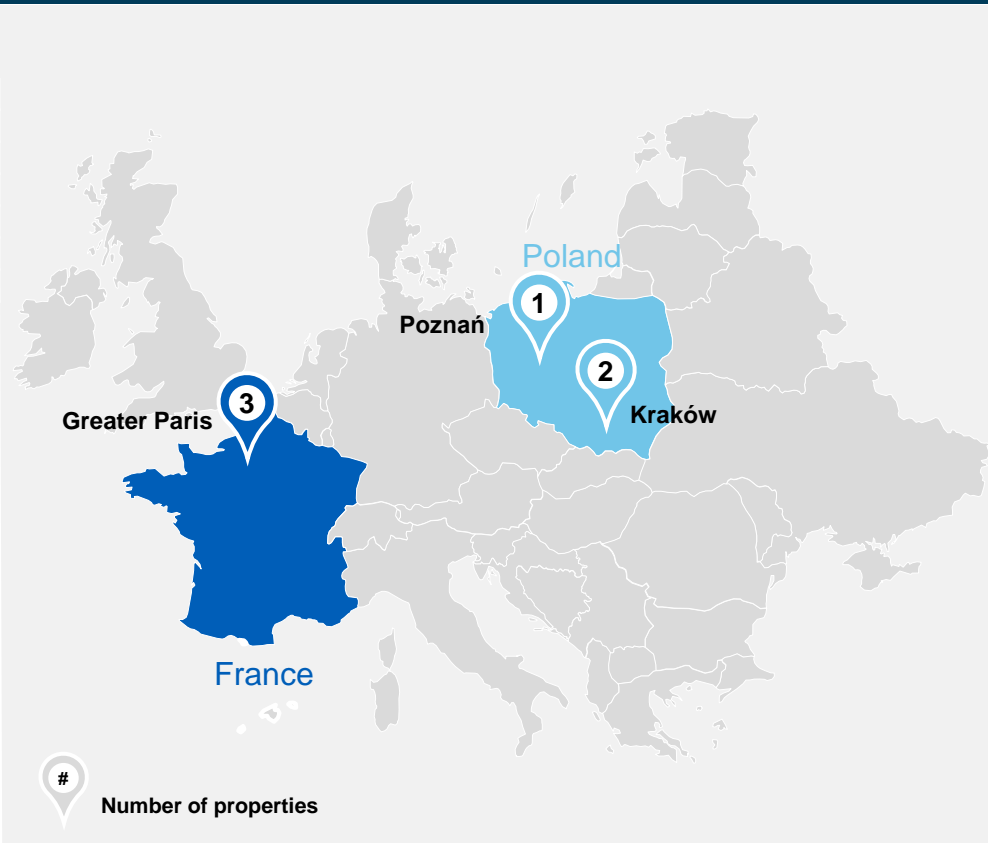 Poland
1
Poznań
2
3
Kraków
Greater Paris
France
#
Number of properties